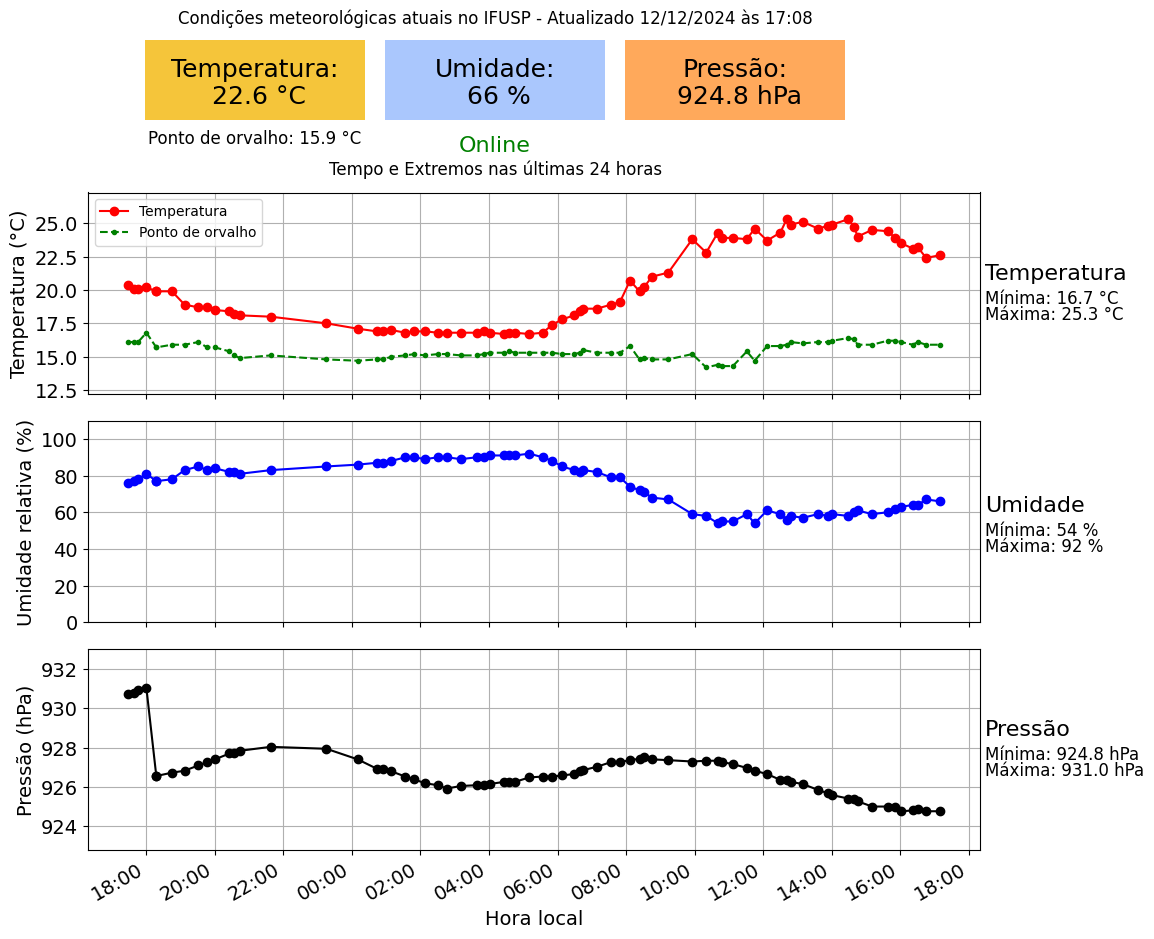 Condições meteorológicas atuais no IFUSP - Atualizado 12/12/2024 às 17:08
Temperatura:
22.6 °C
Umidade:
66 %
Pressão:
924.8 hPa
Ponto de orvalho: 15.9 °C
Online
Tempo e Extremos nas últimas 24 horas
Temperatura (°C)
25.0
22.5
20.0
17.5
15.0
12.5
Temperatura
Ponto de orvalho
Temperatura
Mínima: 16.7 °C
Máxima: 25.3 °C
Umidade relativa (%)
100
80
60
40
20
0
Umidade
Mínima: 54 %
Máxima: 92 %
Pressão (hPa)
932
930
928
926
924
Pressão
Mínima: 924.8 hPa
Máxima: 931.0 hPa
18:00 20:00 22:00 00:00 02:00 04:00 06:00 08:00 10:00 12:00 14:00 16:00 18:00
Hora local